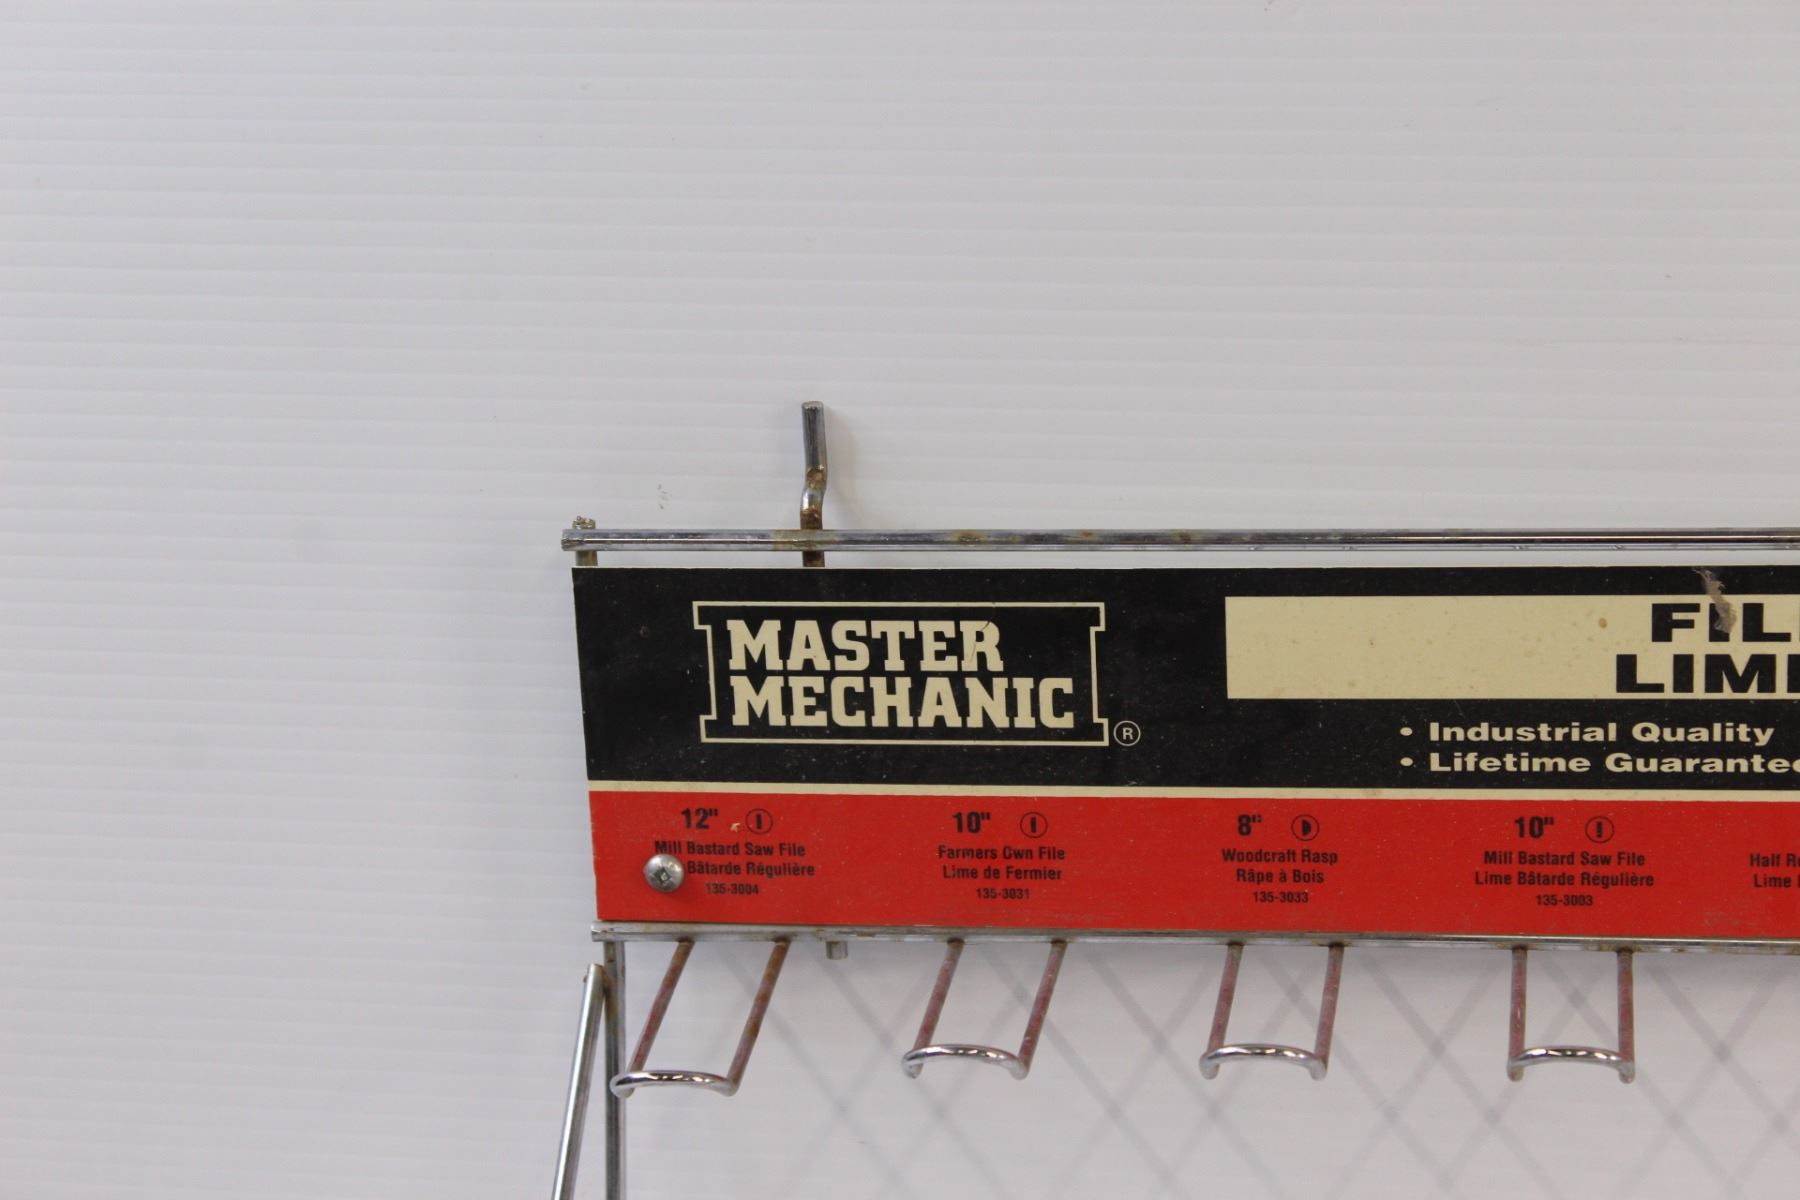 MASTER
MECHANIC
®
FIL
LIM
• Industrial Quality
• Lifetime Guarantee
12"
Mill Bastard Saw File
Bâtarde Régulière
135-3004
10"
Farmers Own File
Lime de Fermier
135-3031
8"
Woodcraft Rasp
Râpe à Bois
135-3033
10"
Mill Bastard Saw File
Lime Bâtarde Régulière
135-3003
Half R
Lime